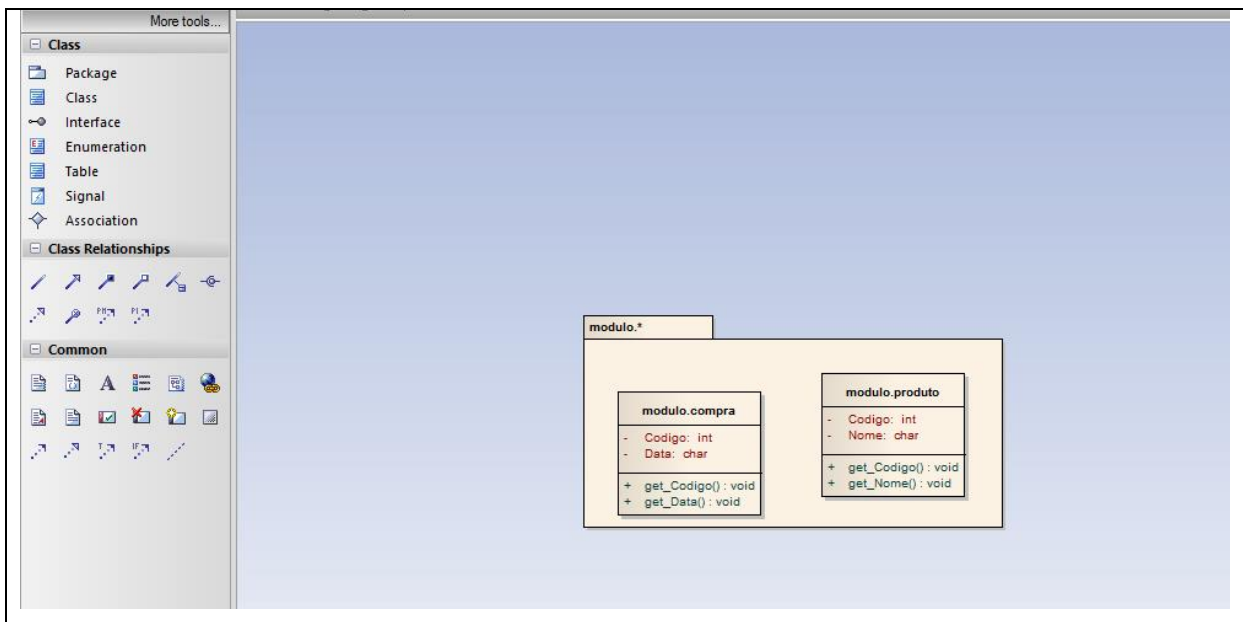 More tools...
Class
Package
Class
Interface
Enumeration
Table
Signal
Association
Class Relationships
Common
modulo.*
modulo.compra
- Codigo: int
- Data: char
+ get_Codigo() : void
+ get_Data() : void
modulo.produto
- Codigo: int
- Nome: char
+ get_Codigo() : void
+ get_Nome() : void